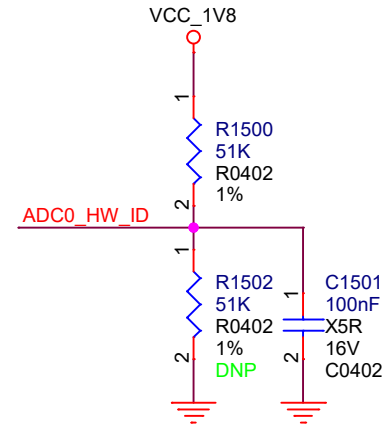 VCC_1V8
1
R1500
51K
R0402
1%
2
ADC0_HW_ID
1
R1502
51K
R0402
1%
DNP
2
1
C1501
100nF
X5R
16V
C0402
2